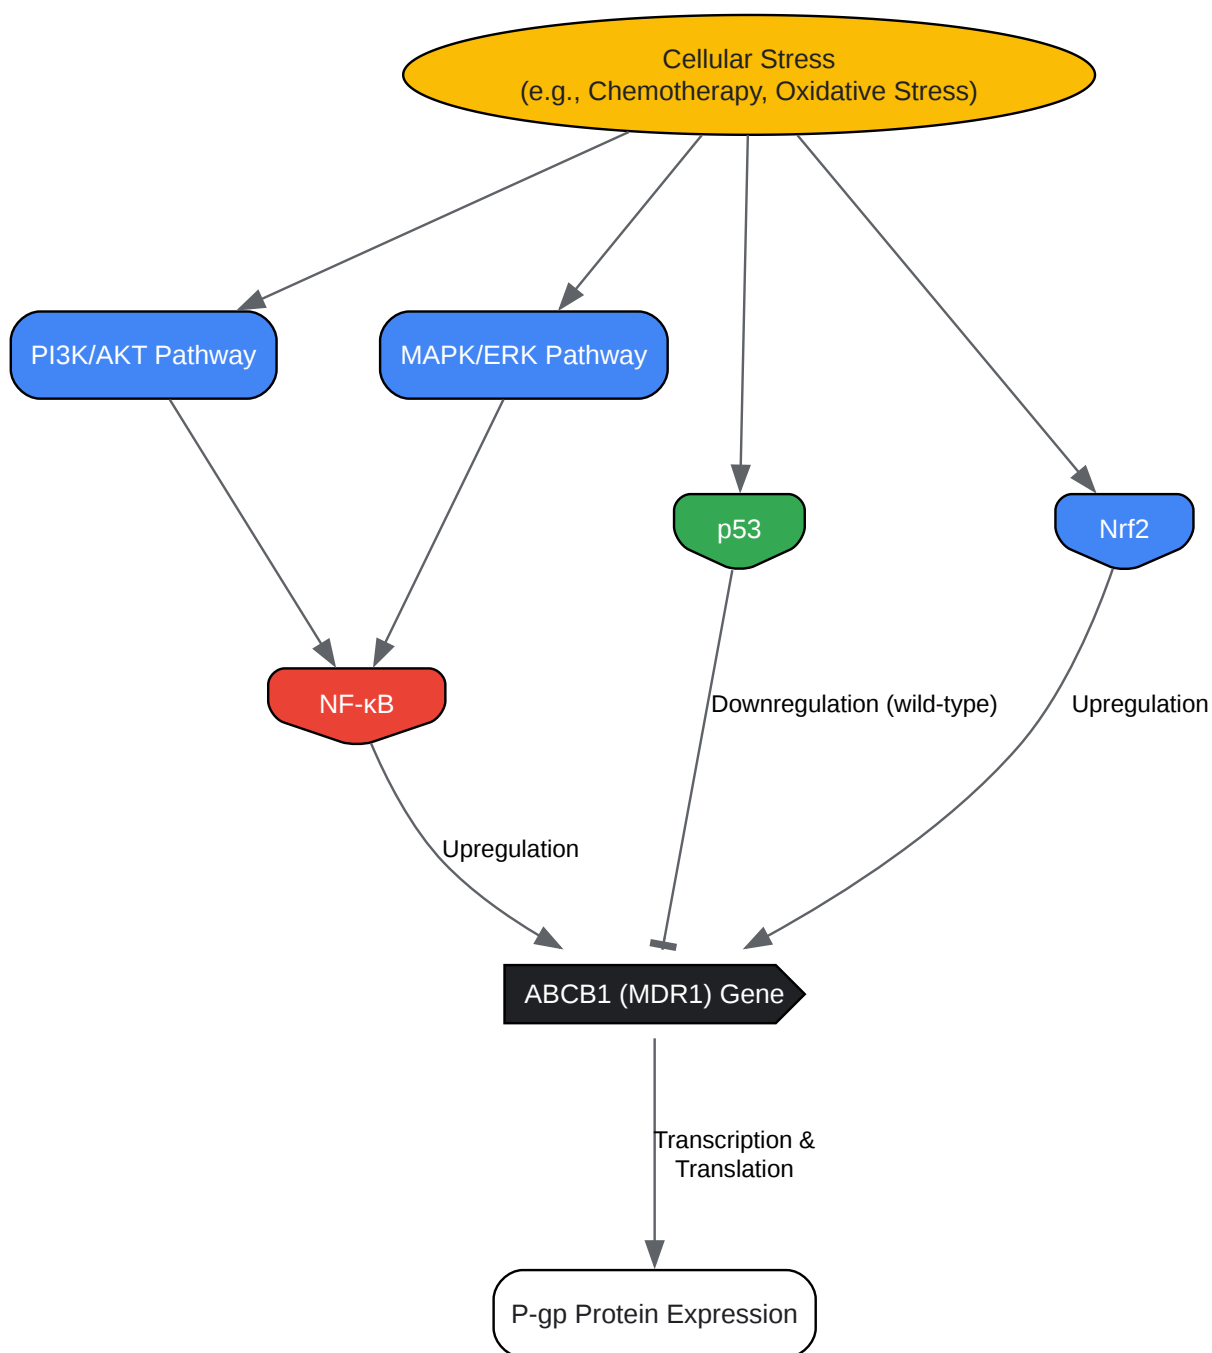 Cellular Stress
(e.g., Chemotherapy, Oxidative Stress)
PI3K/AKT Pathway
MAPK/ERK Pathway
p53
Nrf2
NF-κB
Downregulation (wild-type)
Upregulation
Upregulation
ABCB1 (MDR1) Gene
Transcription &
Translation
P-gp Protein Expression